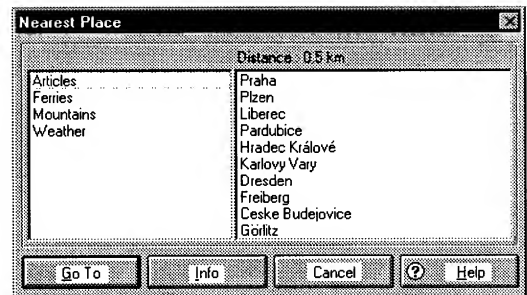 Nearest Place
Distance : 0.5 km
Articles
Ferries
Mountains
Weather
Praha
Plzen
Liberec
Pardubice
Hradec Králové
Karlovy Vary
Dresden
Freiberg
Ceske Budejovice
Görlitz
Go To
Info
Cancel
? Help